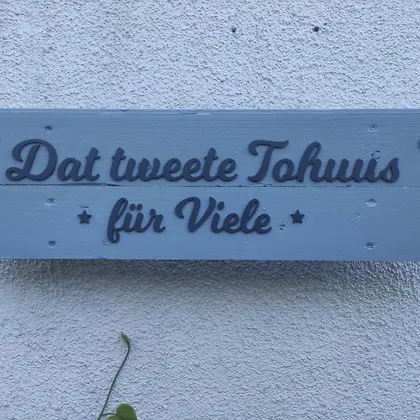 Dat tweete Tohuus
* für Viele *